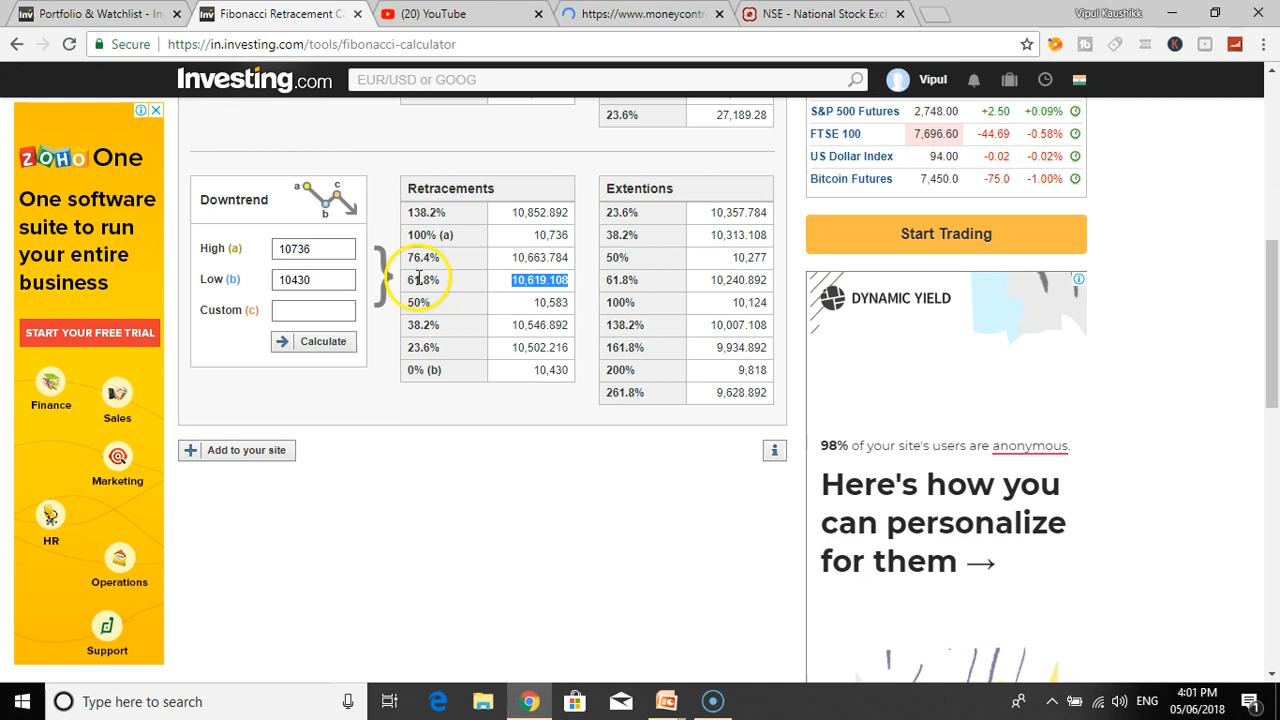 Portfolio & Watchlist - Inv
Fibonacci Retracement Ca
(20) YouTube
https://www.moneycontr
NSE - National Stock Exch
Vipul Kaushikk
Secure
https://in.investing.com/tools/fibonacci-calculator
Investing.com
EUR/USD or GOOG
Vipul
23.6% 27,189.28
S&P 500 Futures 2,748.00 +2.50 +0.09%
FTSE 100 7,696.60 -44.69 -0.58%
US Dollar Index 94.00 -0.02 -0.02%
Bitcoin Futures 7,450.0 -75.0 -1.00%
Start Trading
ZOHO One
One software
suite to run
your entire
business
START YOUR FREE TRIAL
Finance
Sales
Marketing
HR
Operations
Support
Downtrend
a
c
b
High (a) 10736
Low (b) 10430
Custom (c)
Calculate
Retracements
138.2% 10,852.892
100% (a) 10,736
76.4% 10,663.784
61.8% 10,619.108
50% 10,583
38.2% 10,546.892
23.6% 10,502.216
0% (b) 10,430
Extentions
23.6% 10,357.784
38.2% 10,313.108
50% 10,277
61.8% 10,240.892
100% 10,124
138.2% 10,007.108
161.8% 9,934.892
200% 9,818
261.8% 9,628.892
Add to your site
DYNAMIC YIELD
98% of your site's users are anonymous.
Here's how you
can personalize
for them →
Type here to search
ENG
4:01 PM
05/06/2018